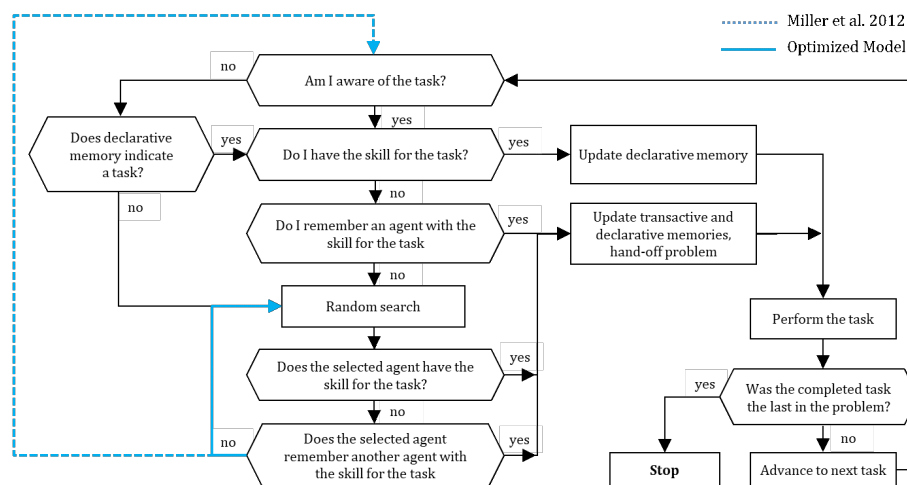 Miller et al. 2012
Optimized Model
no
Am I aware of the task?
yes
Does declarative
memory indicate
a task?
yes
Do I have the skill for the task?
yes
Update declarative memory
no
no
Do I remember an agent with the
skill for the task
yes
Update transactive and
declarative memories,
hand-off problem
no
Random search
Perform the task
Does the selected agent have the
skill for the task?
yes
yes
Was the completed task
the last in the problem?
no
no
Does the selected agent
remember another agent with
the skill for the task
yes
no
Stop
Advance to next task